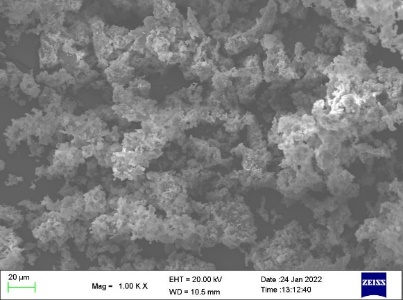 20 µm
Mag = 1.00 K X
EHT = 20.00 kV
WD = 10.5 mm
Date :24 Jan 2022
Time :13:12:40
ZEISS